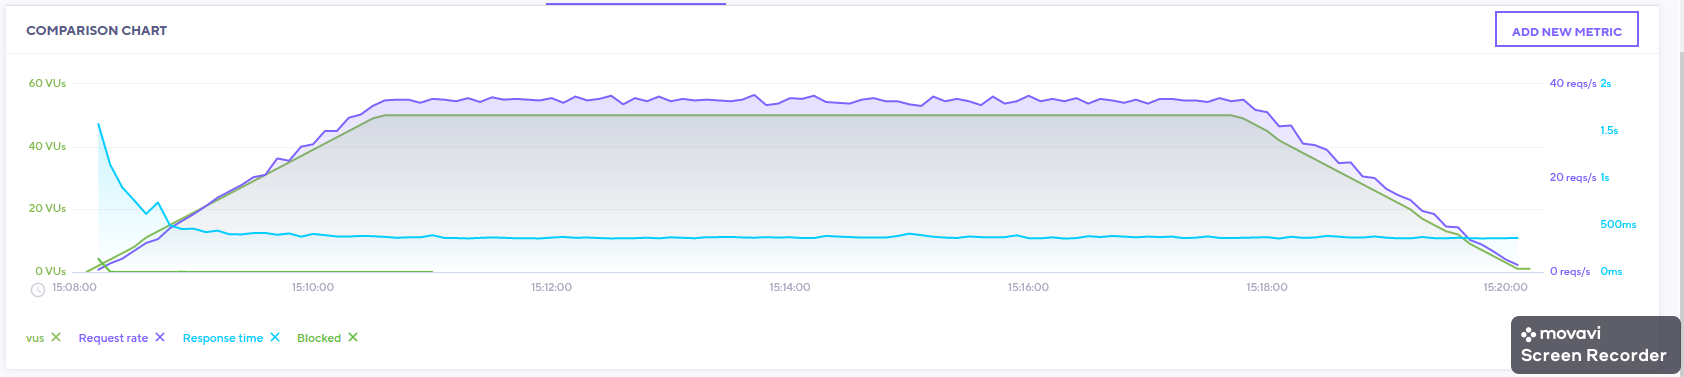 COMPARISON CHART
ADD NEW METRIC
60 VUs
40 reqs/s 2s
1.5s
40 VUs
20 reqs/s 1s
20 VUs
500ms
0 VUs
0 reqs/s 0ms
15:08:00 15:10:00 15:12:00 15:14:00 15:16:00 15:18:00 15:20:00
vus Request rate Response time Blocked
movavi
Screen Recorder